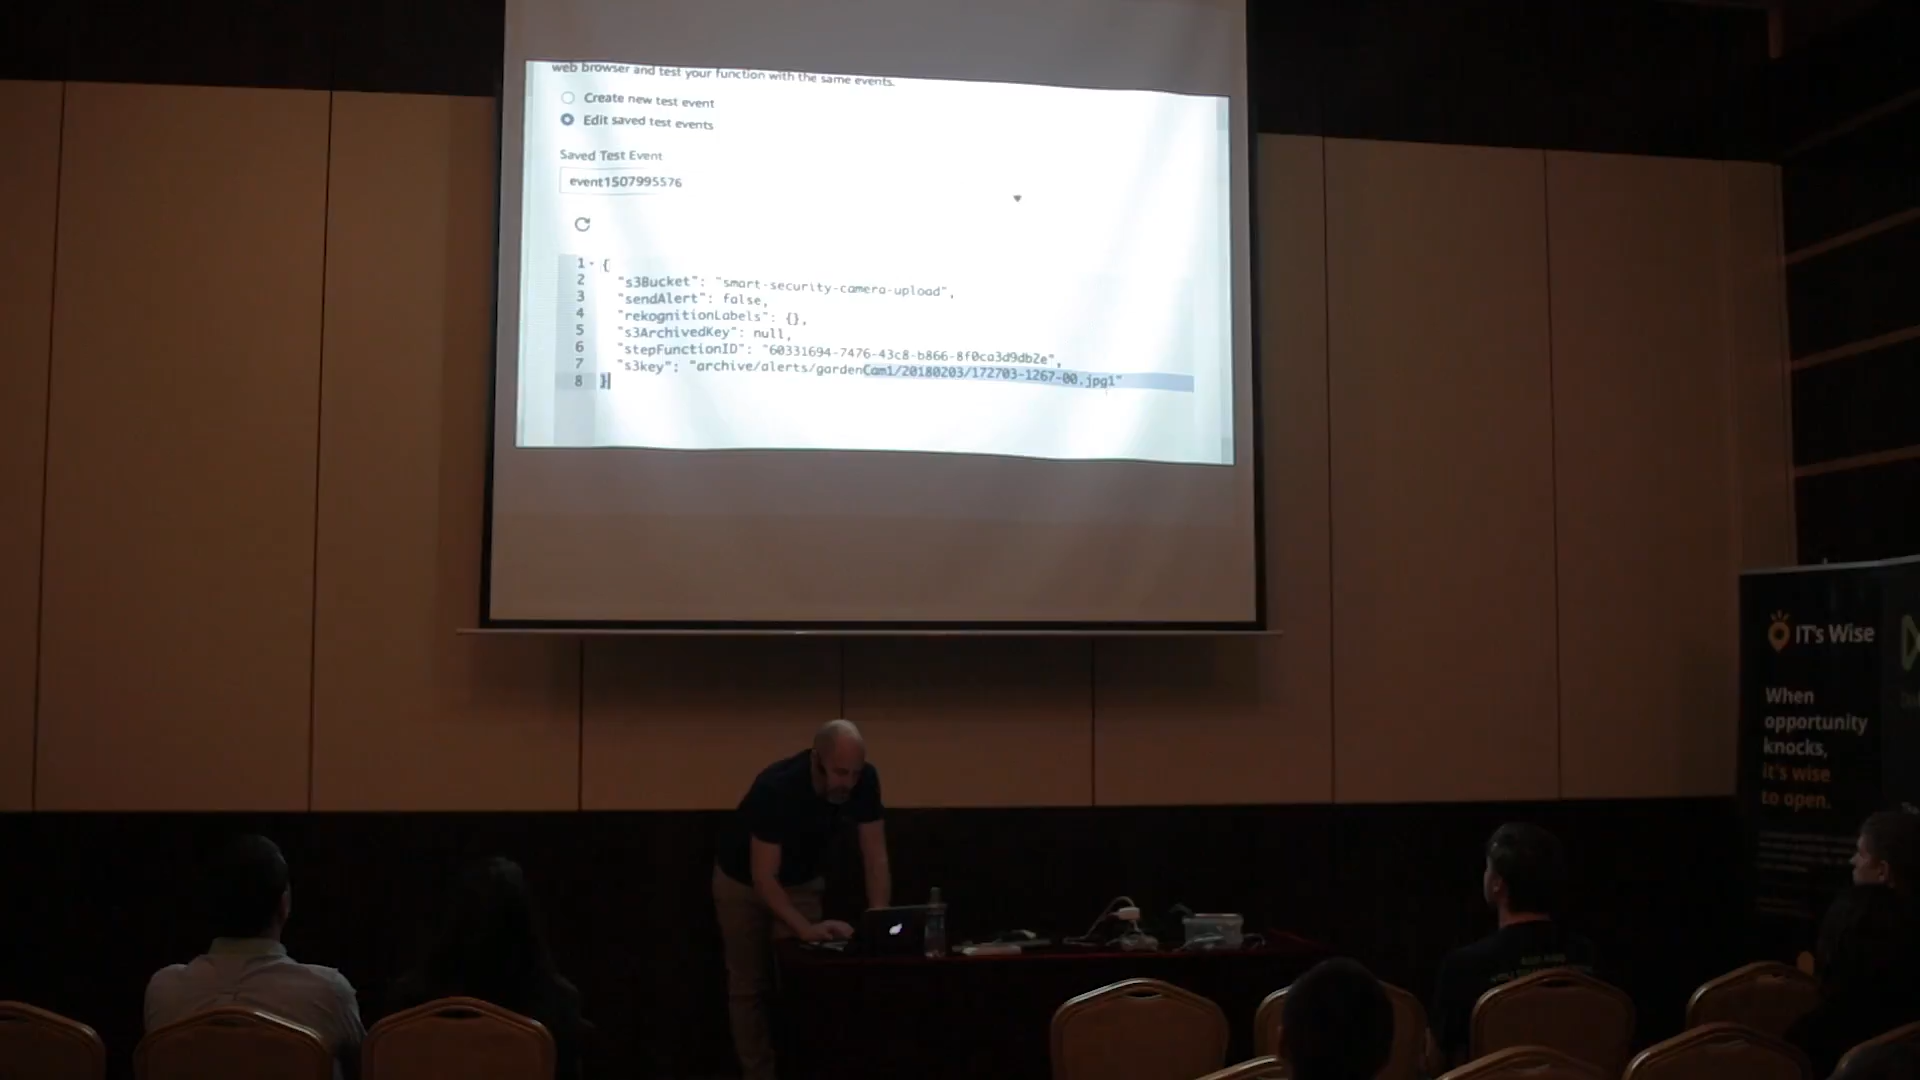 web browser and test your function with the same events.
Create new test event
Edit saved test events
Saved Test Event
event1507995576
1 {
2 "s3Bucket": "smart-security-camera-upload",
3 "sendAlert": false,
4 "rekognitionLabels": {},
5 "s3ArchivedKey": null,
6 "stepFunctionID": "60331694-7476-43c8-b866-8f0ca3d9db2e",
7 "s3key": "archive/alerts/gardenCam1/20180203/172703-1267-00.jpg1"
8 }
IT's Wise
When
opportunity
knocks,
it's wise
to open.